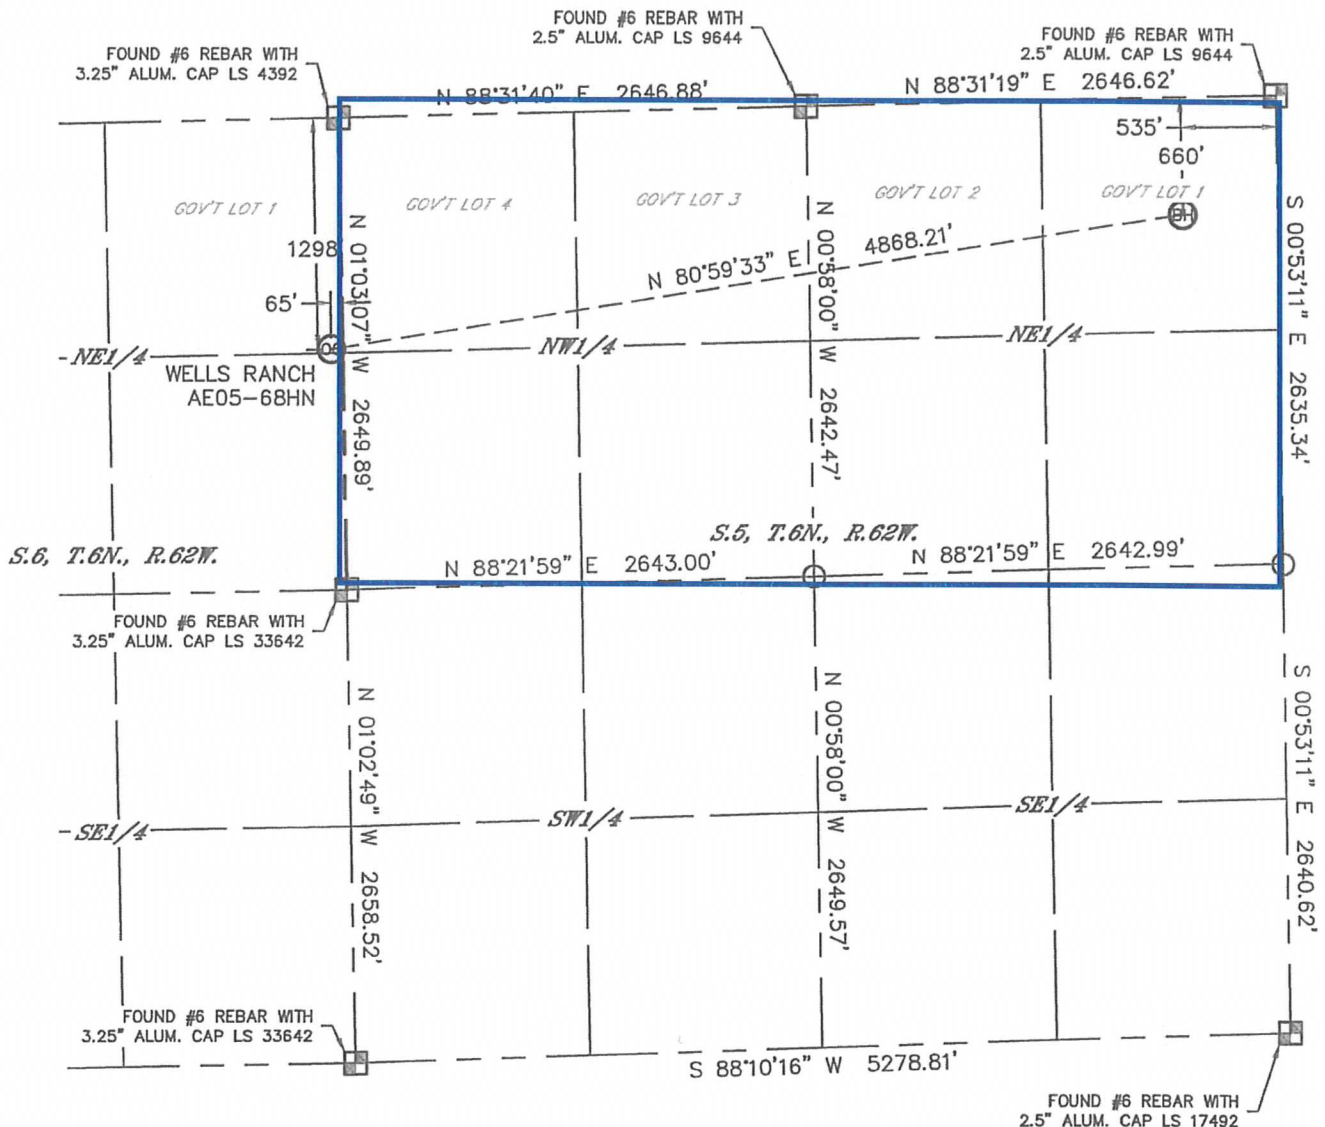 FOUND #6 REBAR WITH
2.5" ALUM. CAP LS 9644
FOUND #6 REBAR WITH
3.25" ALUM. CAP LS 4392
FOUND #6 REBAR WITH
2.5" ALUM. CAP LS 9644
N 88°31'40" E 2646.88'
N 88°31'19" E 2646.62'
535'
660'
GOV'T LOT 1
GOV'T LOT 4
GOV'T LOT 3
GOV'T LOT 2
GOV'T LOT 1
BH
1298
65'
N 01°03'07" W 2649.89'
N 80°59'33" E 4868.21'
N 00°58'00" W 2642.47'
S 00°53'11" E 2635.34'
NE1/4
NW1/4
NE1/4
WELLS RANCH
AE05-68HN
S.6, T.6N., R.62W.
S.5, T.6N., R.62W.
N 88°21'59" E 2643.00'
N 88°21'59" E 2642.99'
FOUND #6 REBAR WITH
3.25" ALUM. CAP LS 33642
N 01°02'49" W 2658.52'
N 00°58'00" W 2649.57'
S 00°53'11" E 2640.62'
SE1/4
SW1/4
SE1/4
FOUND #6 REBAR WITH
3.25" ALUM. CAP LS 33642
S 88°10'16" W 5278.81'
FOUND #6 REBAR WITH
2.5" ALUM. CAP LS 17492